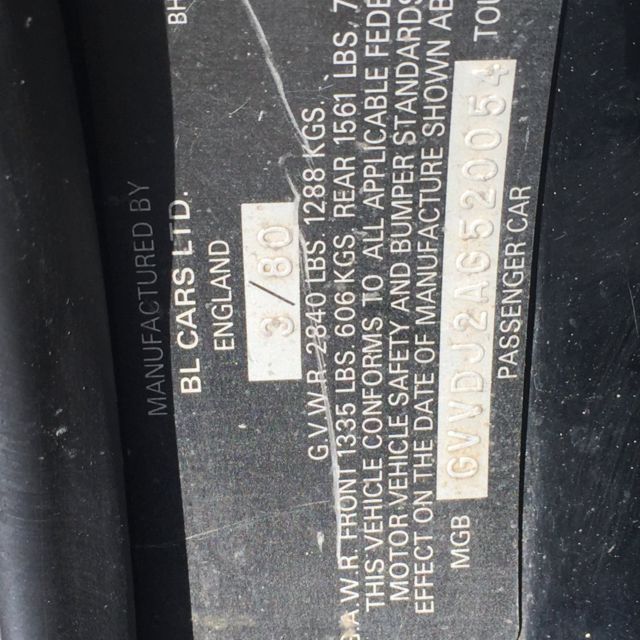 MANUFACTURED BY
BL CARS LTD.
ENGLAND
3/80
G.V.W.R. 2840 LBS 1288 KGS.
G.A.W.R. FRONT 1335 LBS 606 KGS REAR 1561 LBS,
THIS VEHICLE CONFORMS TO ALL APPLICABLE
MOTOR VEHICLE SAFETY AND BUMPER STANDARDS
EFFECT ON THE DATE OF MANUFACTURE SHOWN
MGB GVVDJ2AG520054
PASSENGER CAR